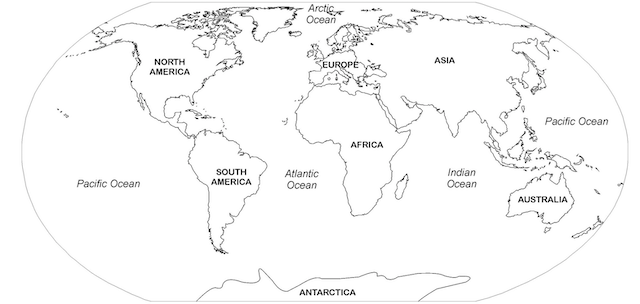 Arctic
Ocean
NORTH
AMERICA
EUROPE
ASIA
Pacific Ocean
AFRICA
SOUTH
AMERICA
Pacific Ocean
Atlantic
Ocean
Indian
Ocean
AUSTRALIA
ANTARCTICA